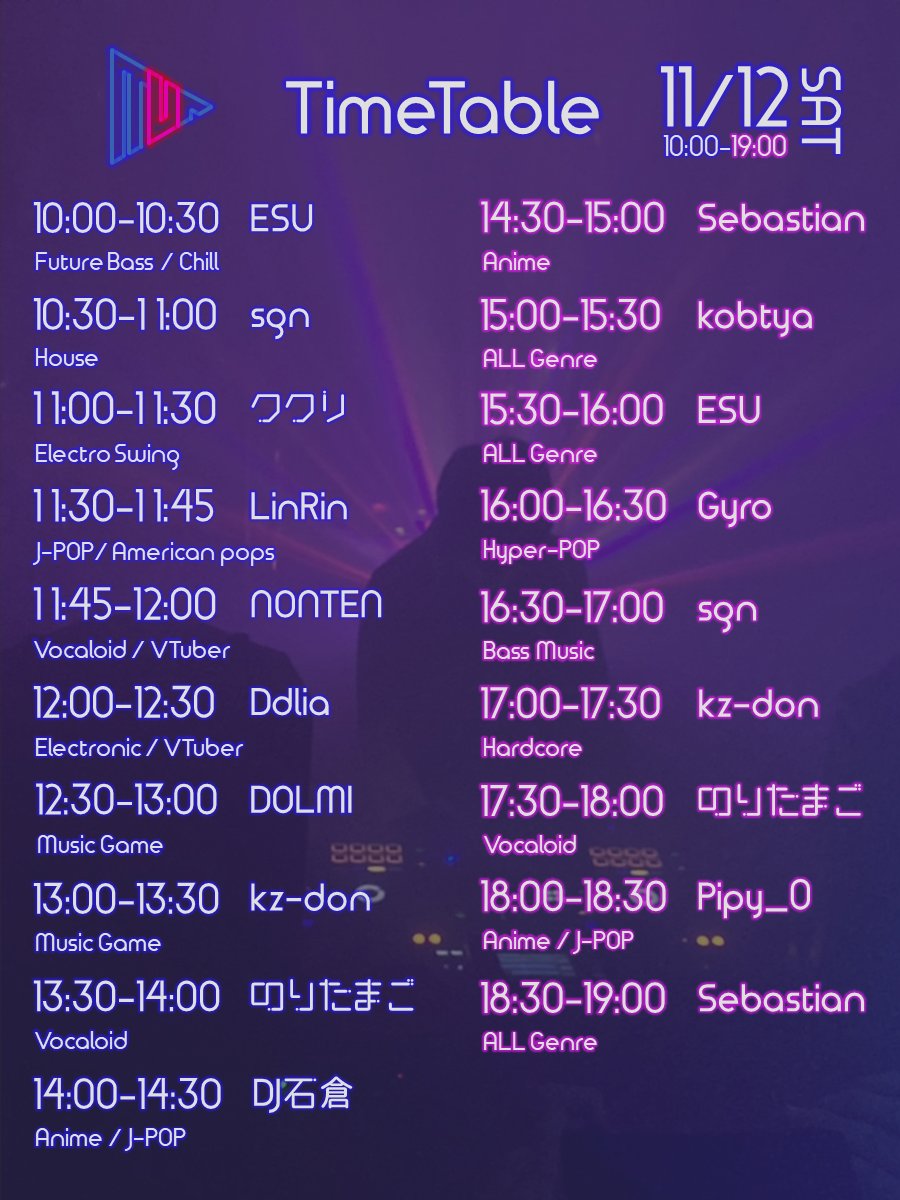 TimeTable
11/12
SAT
10:00-19:00
10:00-10:30 ESU
Future Bass / Chill
10:30-11:00 sgn
House
11:00-11:30 ククリ
Electro Swing
11:30-11:45 LinRin
J-POP/ American pops
11:45-12:00 NONTEN
Vocaloid / VTuber
12:00-12:30 Ddlia
Electronic / VTuber
12:30-13:00 DOLMI
Music Game
13:00-13:30 kz-don
Music Game
13:30-14:00 のりたまご
Vocaloid
14:00-14:30 DJ石倉
Anime / J-POP
14:30-15:00 Sebastian
Anime
15:00-15:30 kobtya
ALL Genre
15:30-16:00 ESU
ALL Genre
16:00-16:30 Gyro
Hyper-POP
16:30-17:00 sgn
Bass Music
17:00-17:30 kz-don
Hardcore
17:30-18:00 のりたまご
Vocaloid
18:00-18:30 Pipy_0
Anime / J-POP
18:30-19:00 Sebastian
ALL Genre